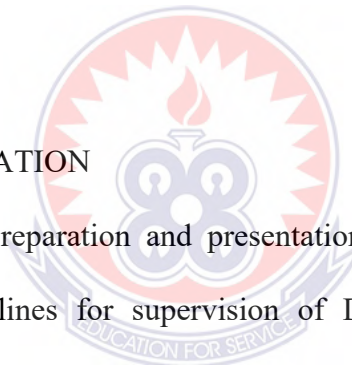 ATION
reparation and presentation
lines for supervision of D
EDUCATION FOR SERVICE